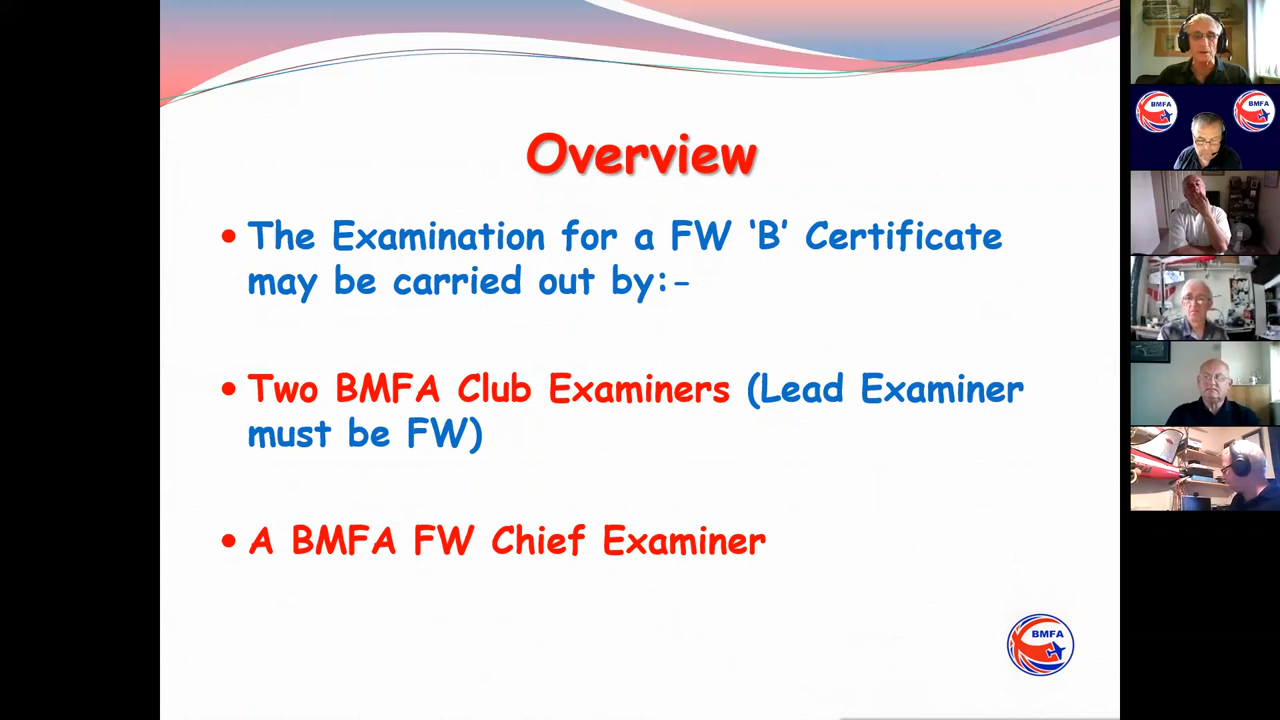 Overview
• The Examination for a FW ‘B’ Certificate
may be carried out by:-
• Two BMFA Club Examiners (Lead Examiner
must be FW)
• A BMFA FW Chief Examiner
BMFA
BMFA
BMFA